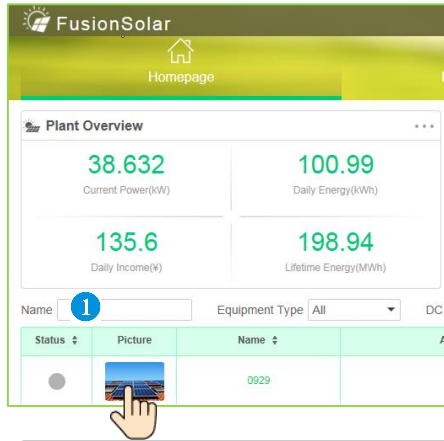 FusionSolar
Homepage
Plant Overview ...
38.632 100.99
Current Power(kW) Daily Energy(kWh)
135.6 198.94
Daily Income(¥) Lifetime Energy(MWh)
Name 1 Equipment Type All DC
Status Picture Name
0929